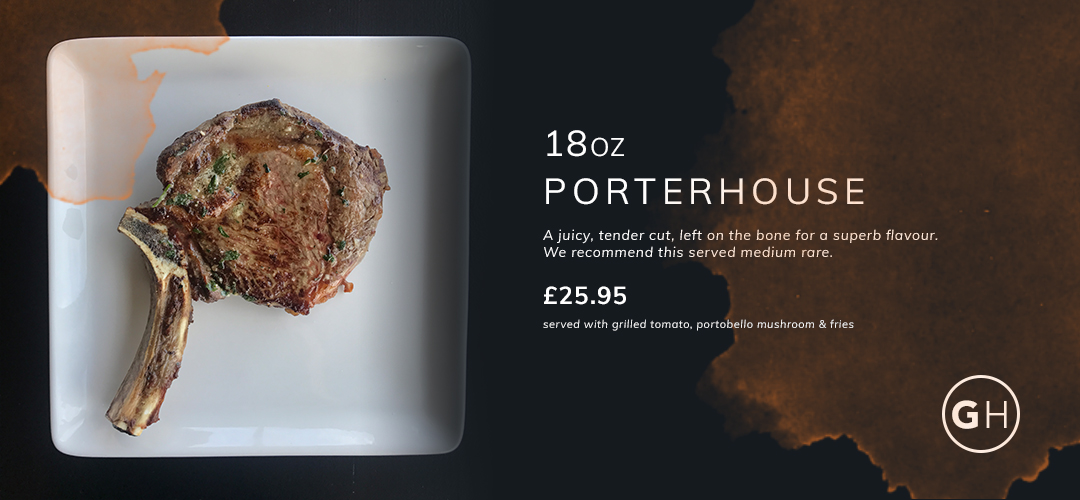 18oz
PORTERHOUSE
A juicy, tender cut, left on the bone for a superb flavour.
We recommend this served medium rare.
£25.95
served with grilled tomato, portobello mushroom & fries
GH